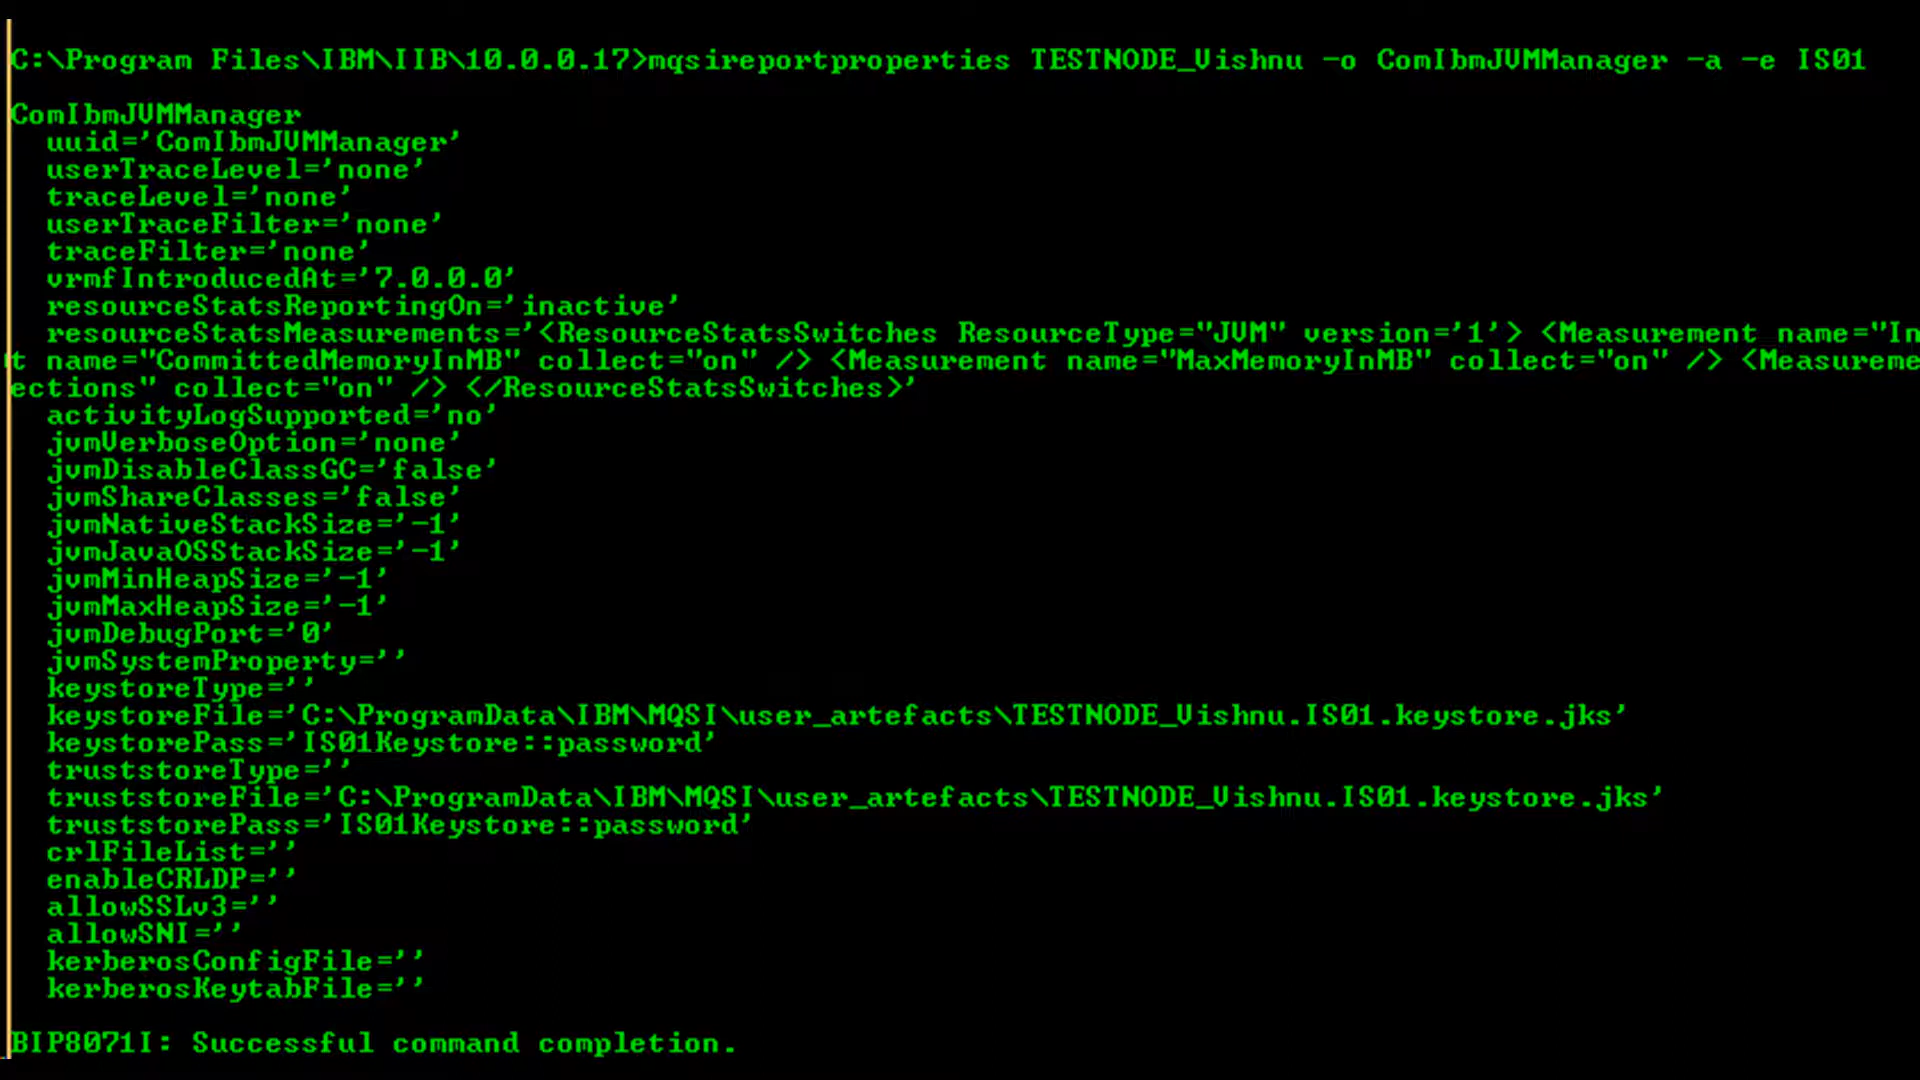 C:\Program Files\IBM\IIB\10.0.0.17>mqsireportproperties TESTNODE_Vishnu -o ComIbmJVMManager -a -e IS01
ComIbmJVMManager
uuid='ComIbmJVMManager'
userTraceLevel='none'
traceLevel='none'
userTraceFilter='none'
traceFilter='none'
vrmfIntroducedAt='7.0.0.0'
resourceStatsReportingOn='inactive'
resourceStatsMeasurements='<ResourceStatsSwitches ResourceType="JVM" version='1'> <Measurement name="In
t name="CommittedMemoryInMB" collect="on" /> <Measurement name="MaxMemoryInMB" collect="on" /> <Measureme
ections" collect="on" /> </ResourceStatsSwitches>'
activityLogSupported='no'
jvmVerboseOption='none'
jvmDisableClassGC='false'
jvmShareClasses='false'
jvmNativeStackSize='-1'
jvmJavaOSStackSize='-1'
jvmMinHeapSize='-1'
jvmMaxHeapSize='-1'
jvmDebugPort='0'
jvmSystemProperty=''
keystoreType=''
keystoreFile='C:\ProgramData\IBM\MQSI\user_artefacts\TESTNODE_Vishnu.IS01.keystore.jks'
keystorePass='IS01Keystore::password'
truststoreType=''
truststoreFile='C:\ProgramData\IBM\MQSI\user_artefacts\TESTNODE_Vishnu.IS01.keystore.jks'
truststorePass='IS01Keystore::password'
crlFileList=''
enableCRLDP=''
allowSSLv3=''
allowSNI=''
kerberosConfigFile=''
kerberosKeytabFile=''
BIP8071I: Successful command completion.